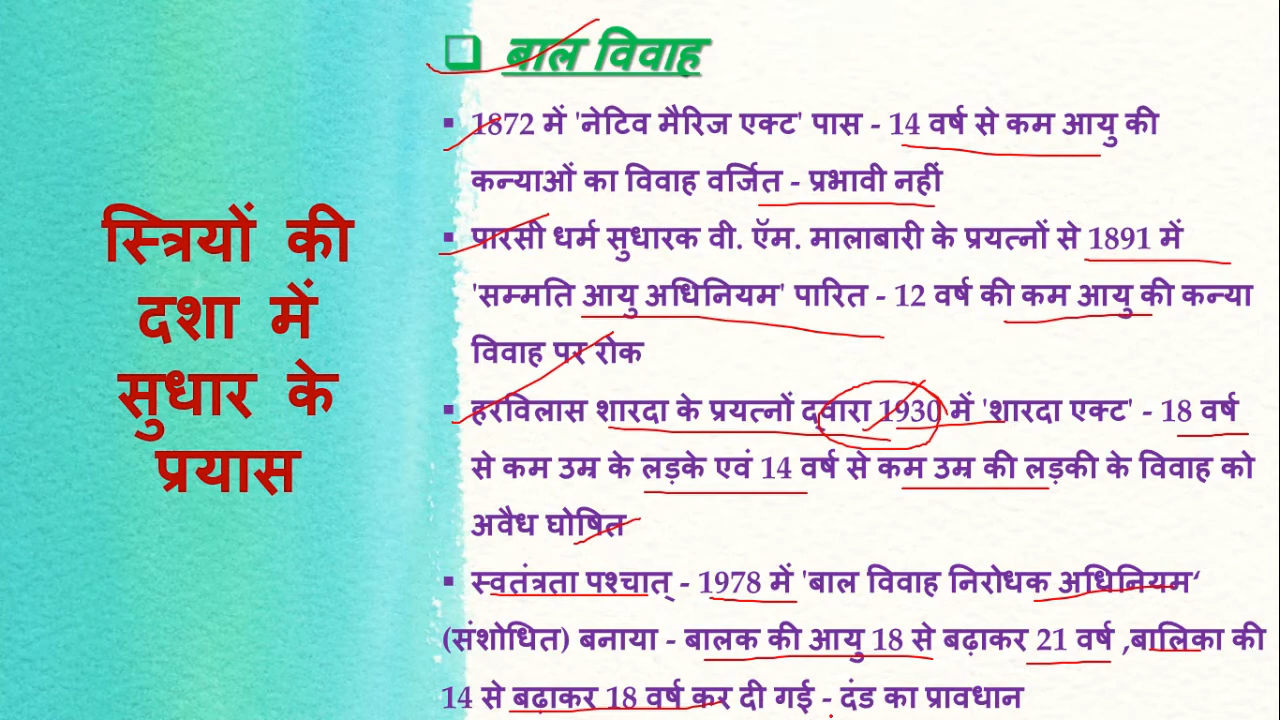 स्त्रियों की
दशा में
सुधार के
प्रयास
बाल विवाह
1872 में 'नेटिव मैरिज एक्ट' पास - 14 वर्ष से कम आयु की
कन्याओं का विवाह वर्जित - प्रभावी नहीं
पारसी धर्म सुधारक वी. ऍम. मालाबारी के प्रयत्नों से 1891 में
'सम्मति आयु अधिनियम' पारित - 12 वर्ष की कम आयु की कन्या
विवाह पर रोक
हरविलास शारदा के प्रयत्नों द्वारा 1930 में 'शारदा एक्ट' - 18 वर्ष
से कम उम्र के लड़के एवं 14 वर्ष से कम उम्र की लड़की के विवाह को
अवैध घोषित
स्वतंत्रता पश्चात् - 1978 में 'बाल विवाह निरोधक अधिनियम‘
(संशोधित) बनाया - बालक की आयु 18 से बढ़ाकर 21 वर्ष ,बालिका की
14 से बढ़ाकर 18 वर्ष कर दी गई - दंड का प्रावधान